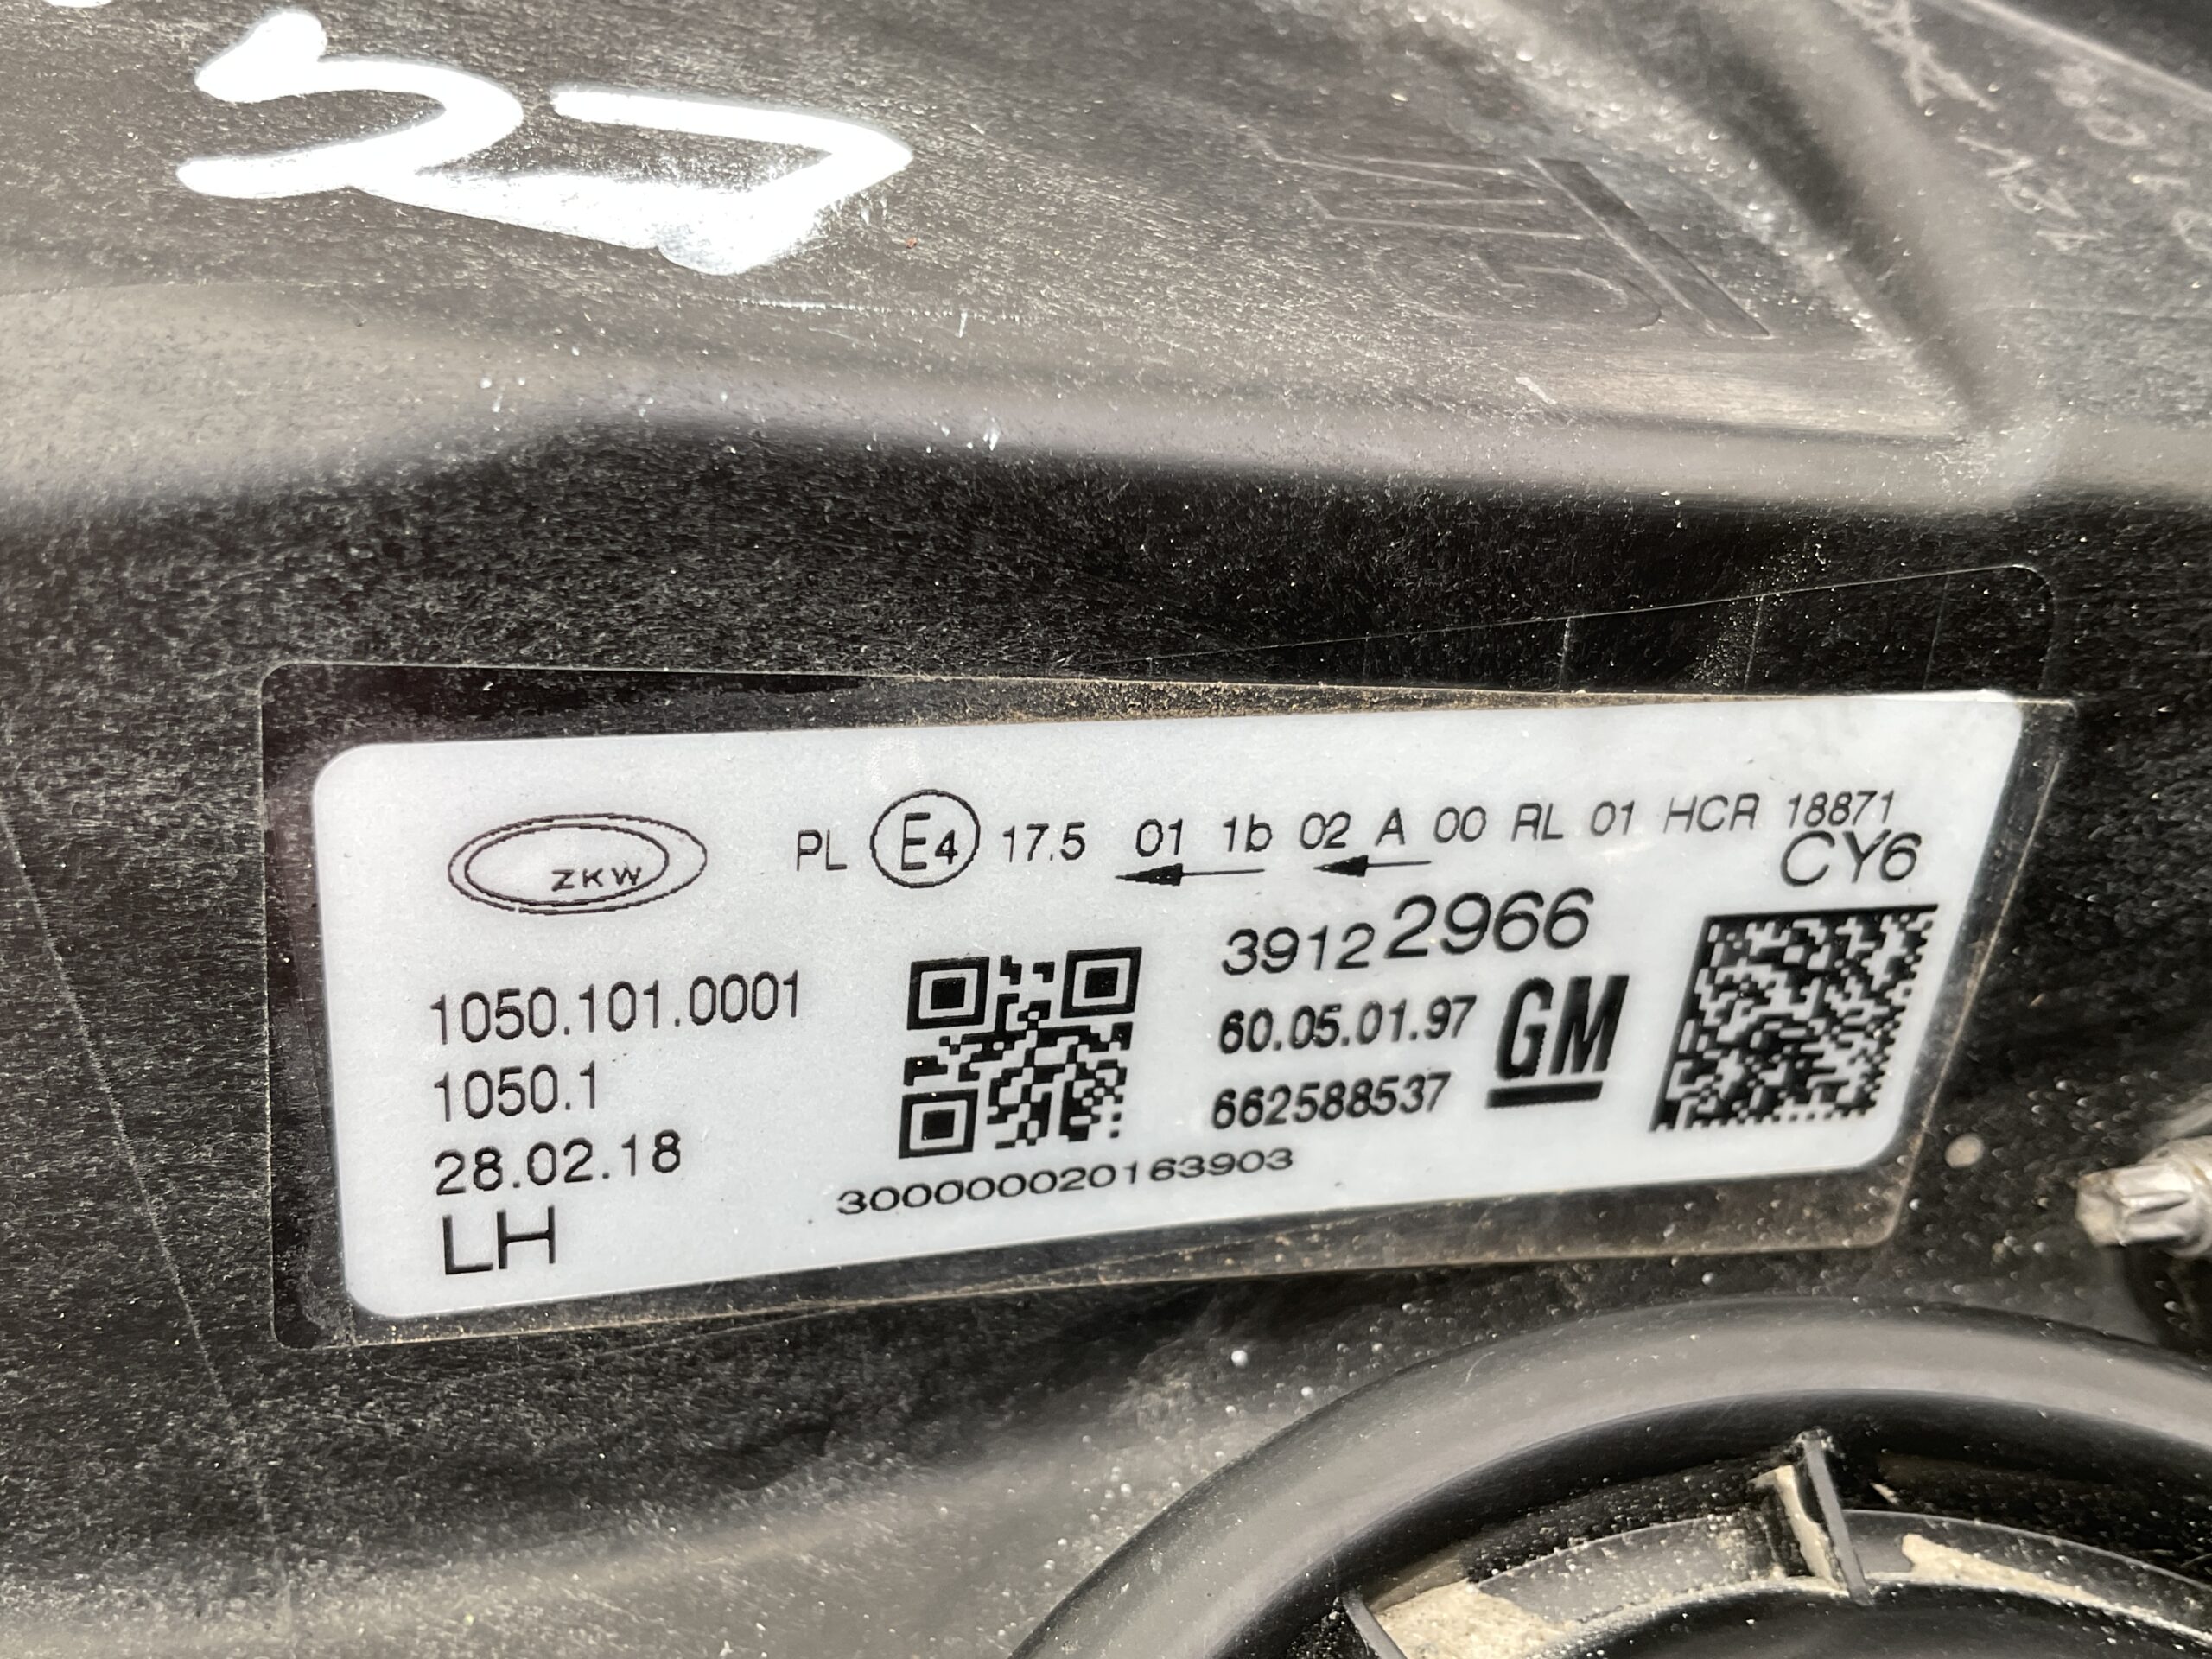 GM
ZKW
PL E4 17.5 01 1b 02 A 00 RL 01 HCR 18871
CY6
39122966
1050.101.0001
60.05.01.97
GM
1050.1
662588537
28.02.18
300000020163903
LH